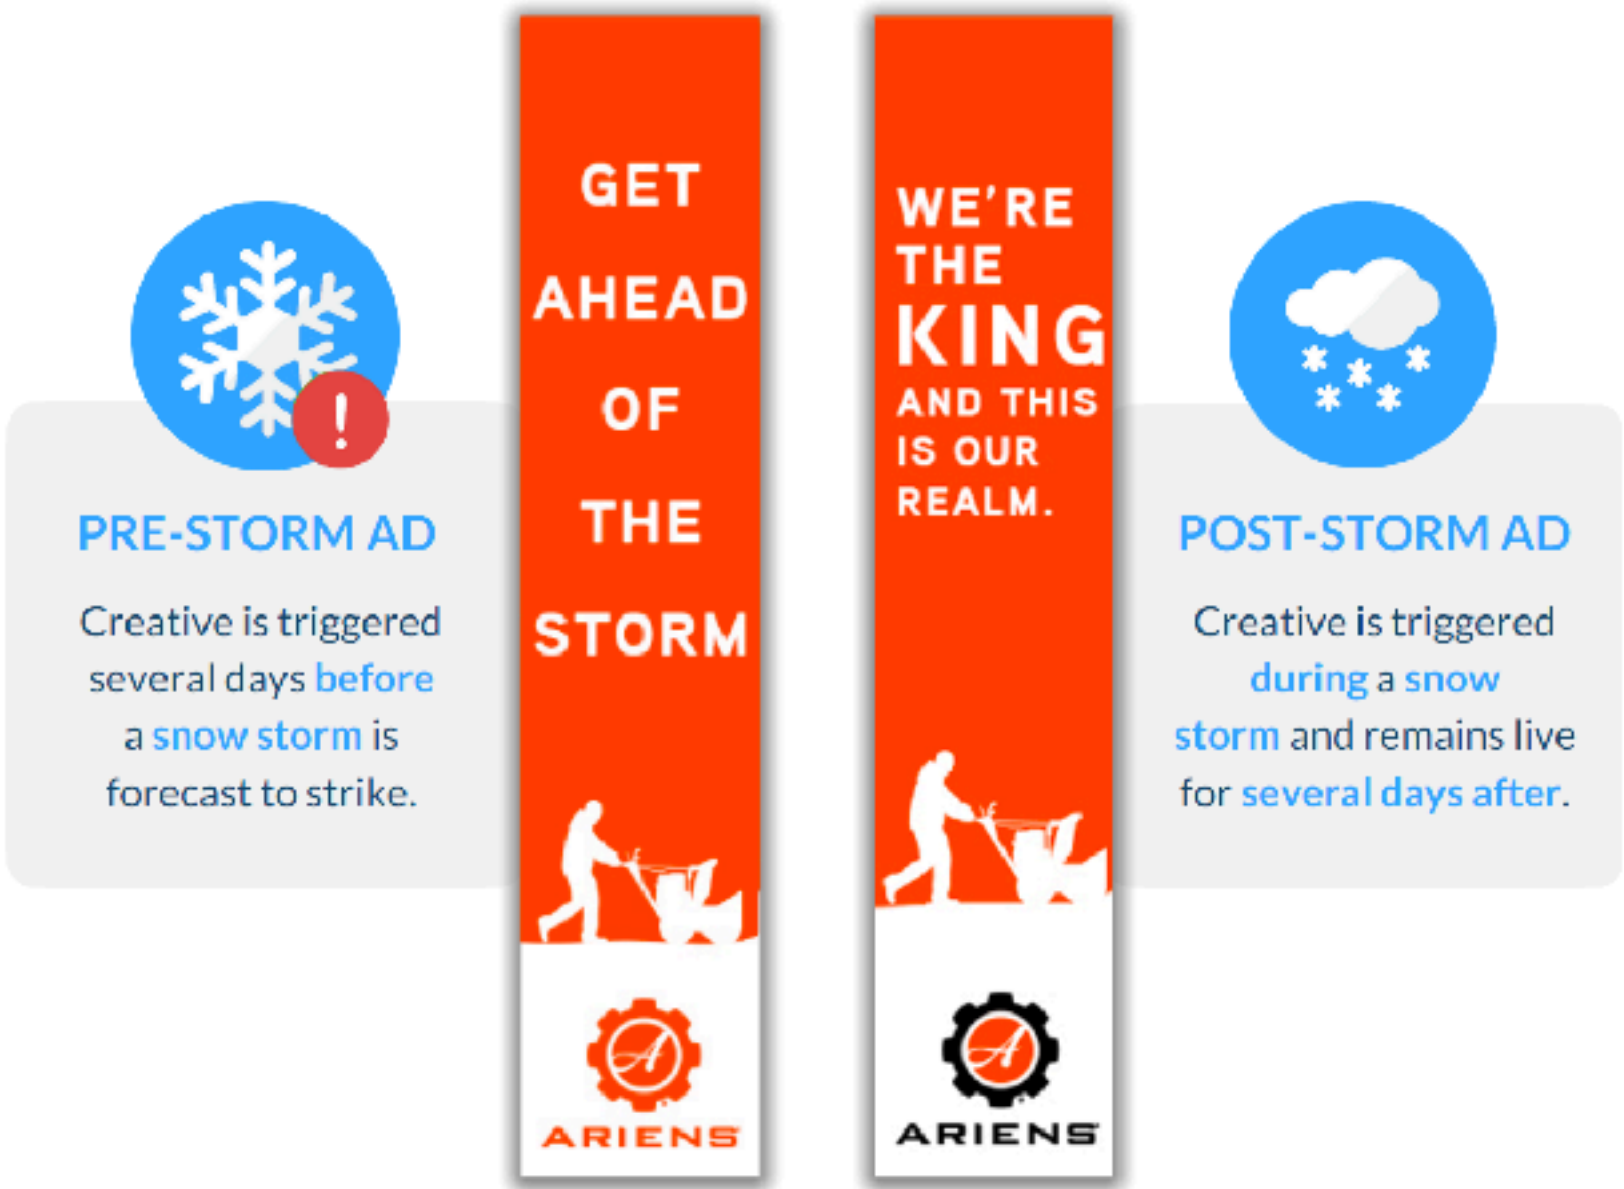 PRE-STORM AD
Creative is triggered
several days before
a snow storm is
forecast to strike.
GET
AHEAD
OF
THE
STORM
A
ARIENS
WE'RE
THE
KING
AND THIS
IS OUR
REALM.
A
ARIENS
POST-STORM AD
Creative is triggered
during a snow
storm and remains live
for several days after.